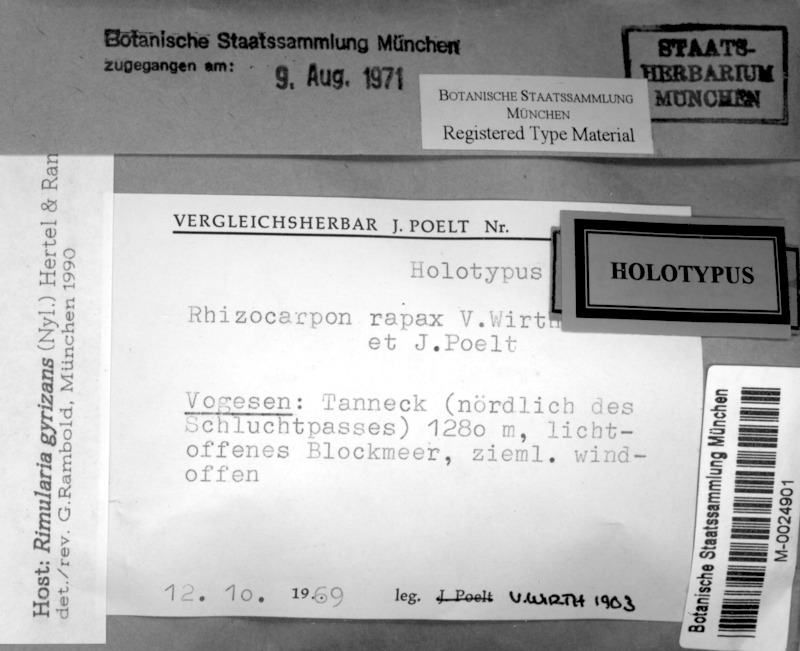 Botanische Staatssammlung München
zugegangen am: 9. Aug. 1971
STAATS-
HERBARIUM
MÜNCHEN
BOTANISCHE STAATSSAMMLUNG
MÜNCHEN
Registered Type Material
VERGLEICHSHERBAR J. POELT Nr.
Holotypus
HOLOTYPUS
Rhizocarpon rapax V.Wirth
et J.Poelt
Vogesen: Tanneck (nördlich des
Schluchtpasses) 128o m, licht-
offenes Blockmeer, zieml. wind-
offen
12. 1o. 19.69 leg. J. Poelt V.WIRTH 1903
Host: Rimularia gyrizans (Nyl.) Hertel & Ram
det./rev. G.Rambold, München 1990
Botanische Staatssammlung München
M-0024901